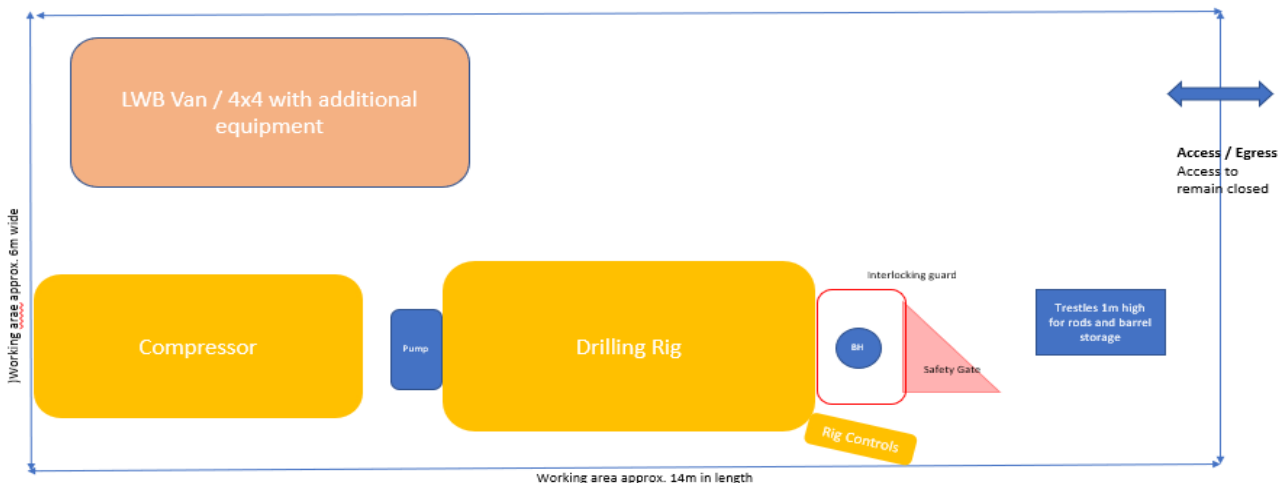 LWB Van / 4x4 with additional
equipment
Access / Egress
Access to
remain closed
)Working arae approx. 6m wide
Interlocking guard
Compressor
Pump
Drilling Rig
BH
Safety Gate
Trestles 1m high
for rods and barrel
storage
Rig Controls
Working area approx. 14m in length